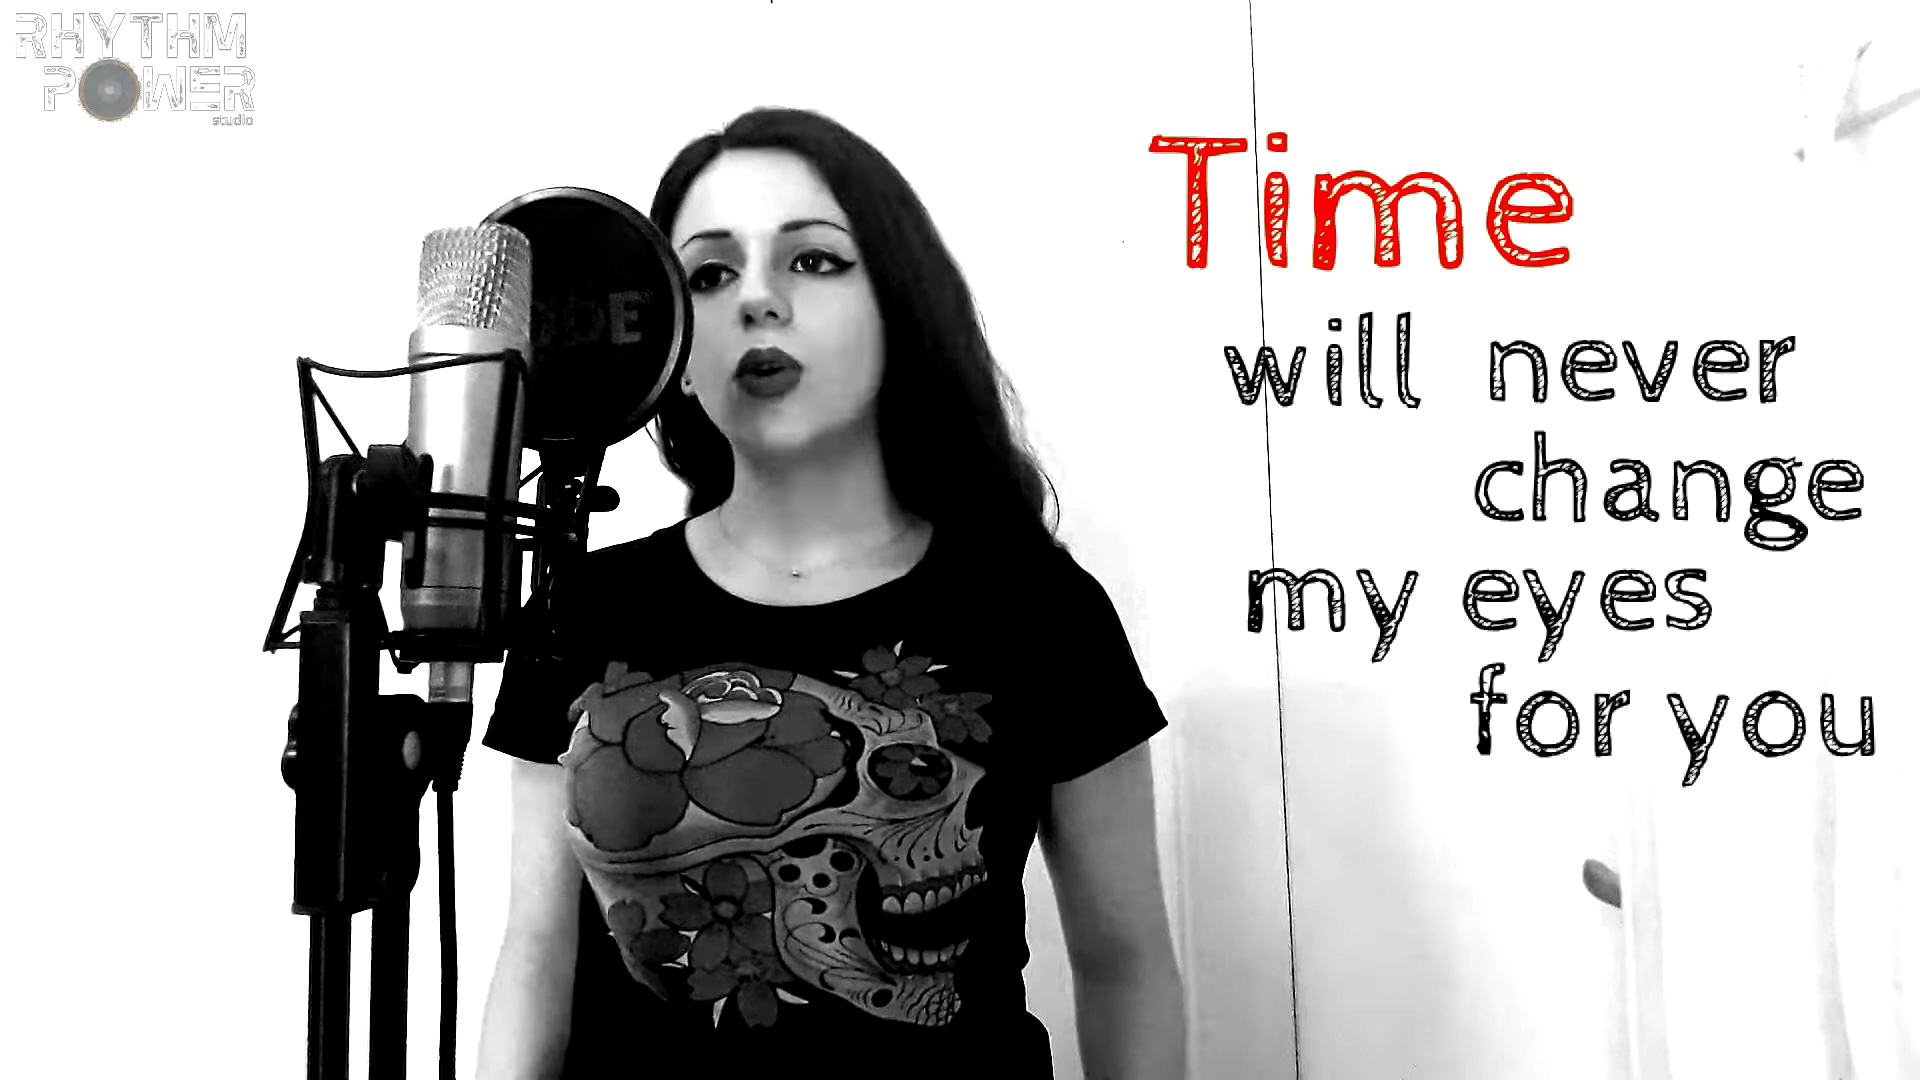 RHYTHM
POWER
studio
Time
will never
change
my eyes
for you